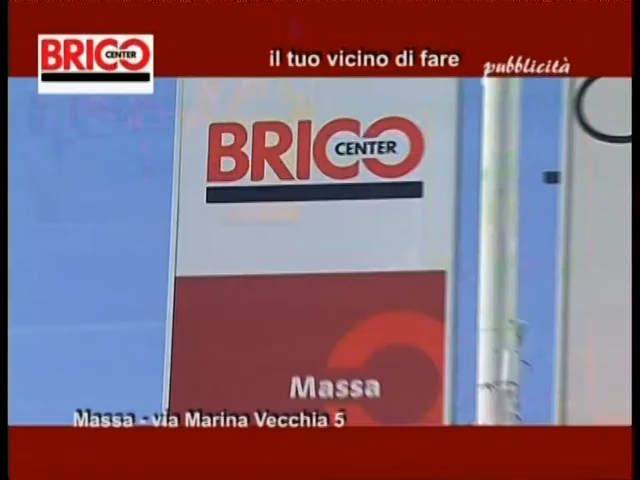 BRICO CENTER
il tuo vicino di fare
pubblicità
BRICO CENTER
Massa
Massa - via Marina Vecchia 5